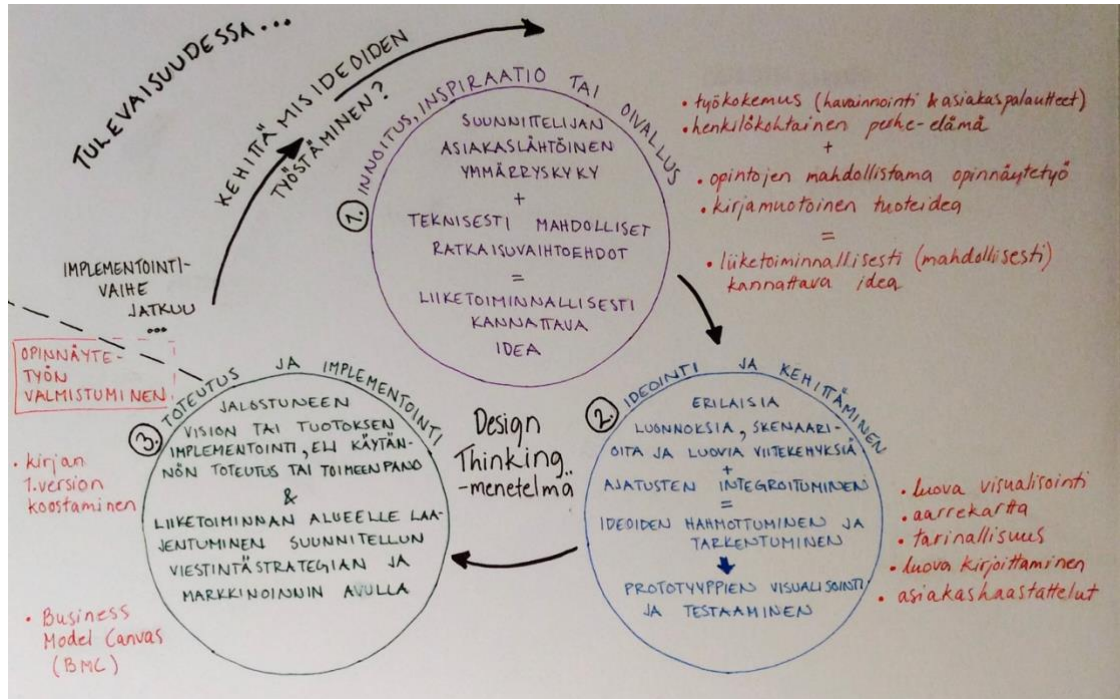 TULEVAISUUDESSA...
KEHITTÄMISIDEOIDEN
TYÖSTÄMINEN?
1. INNOITUS, INSPIRAATIO TAI OIVALLUS
SUUNNITTELIJAN
ASIAKASLÄHTÖINEN
YMMÄRRYSKYKY
+
TEKNISESTI MAHDOLLISET
RATKAISUVAIHTOEHDOT
=
LIIKETOIMINNALLISESTI
KANNATTAVA
IDEA
• työkokemus (havainnointi & asiakaspalautteet)
• henkilökohtainen perhe-elämä
+
• opintojen mahdollistama opinnäytetyö
• kirjamuotoinen tuoteidea
=
• liiketoiminnallisesti (mahdollisesti)
kannattava idea
2. IDEOINTI JA KEHITTÄMINEN
ERILAISIA
LUONNOKSIA, SKENAARI-
OITA JA LUOVIA VIITEKEHYKSIÄ
+
AJATUSTEN INTEGROITUMINEN
=
IDEOIDEN HAHMOTTUMINEN JA
TARKENTUMINEN
PROTOTYYPPIEN VISUALISOINTI
JA TESTAAMINEN
• luova visualisointi
• aarrekartta
• tarinallisuus
• luova kirjoittaminen
• asiakashaastattelut
Design
Thinking
-menetelmä
3. TOTEUTUS JA IMPLEMENTOINTI
JALOSTUNEEN
VISION TAI TUOTOKSEN
IMPLEMENTOINTI, ELI KÄYTÄN-
NÖN TOTEUTUS TAI TOIMEENPANO
&
LIIKETOIMINNAN ALUEELLE LAA-
JENTUMINEN SUUNNITELLUN
VIESTINTÄSTRATEGIAN JA
MARKKINOINNIN AVULLA
IMPLEMENTOINTI-
VAIHE
JATKUU
...
OPINNÄYTE-
TYÖN
VALMISTUMINEN
• kirjan
1. version
koostaminen
• Business
Model Canvas
(BMC)